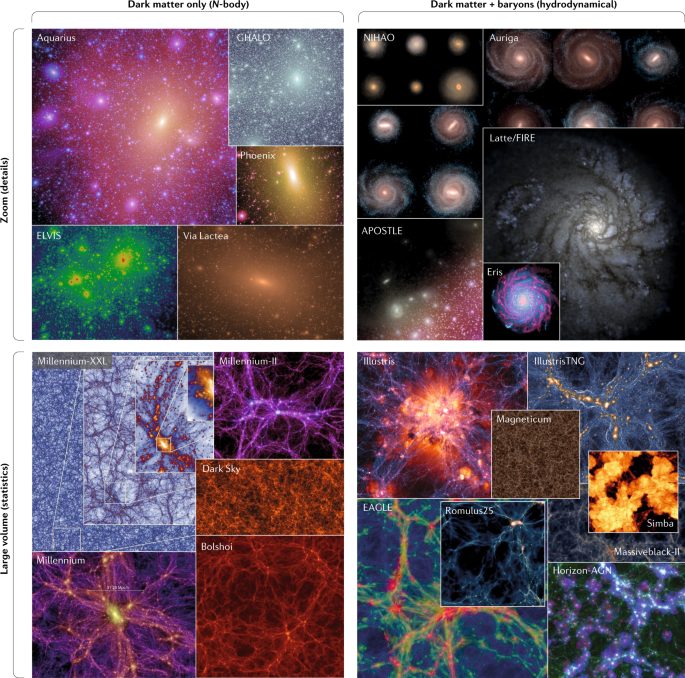 Dark matter only (N-body)
Dark matter + baryons (hydrodynamical)
Zoom (details)
Aquarius
GHALO
Phoenix
ELVIS
Via Lactea
NIHAO
Auriga
Latte/FIRE
APOSTLE
Eris
Large volume (statistics)
Millennium-XXL
Millennium-II
Dark Sky
Millennium
Bolshoi
Illustris
IllustrisTNG
Magneticum
Simba
EAGLE
Romulus25
Massiveblack-II
Horizon-AGN